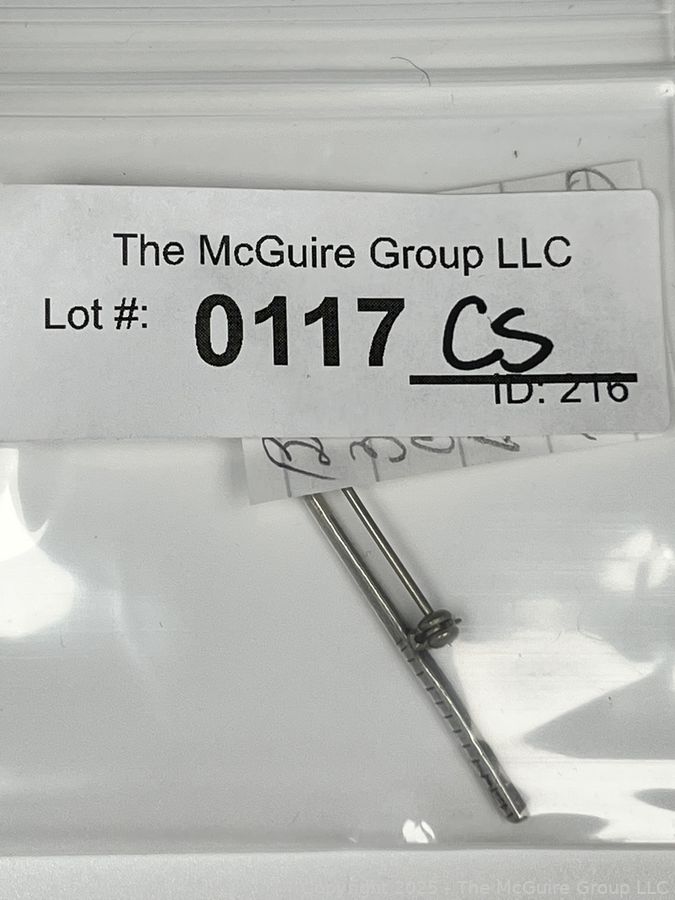 The McGuire Group LLC
Lot #: 0117 CS
ID: 216
Copyright 2025 - The McGuire Group LLC